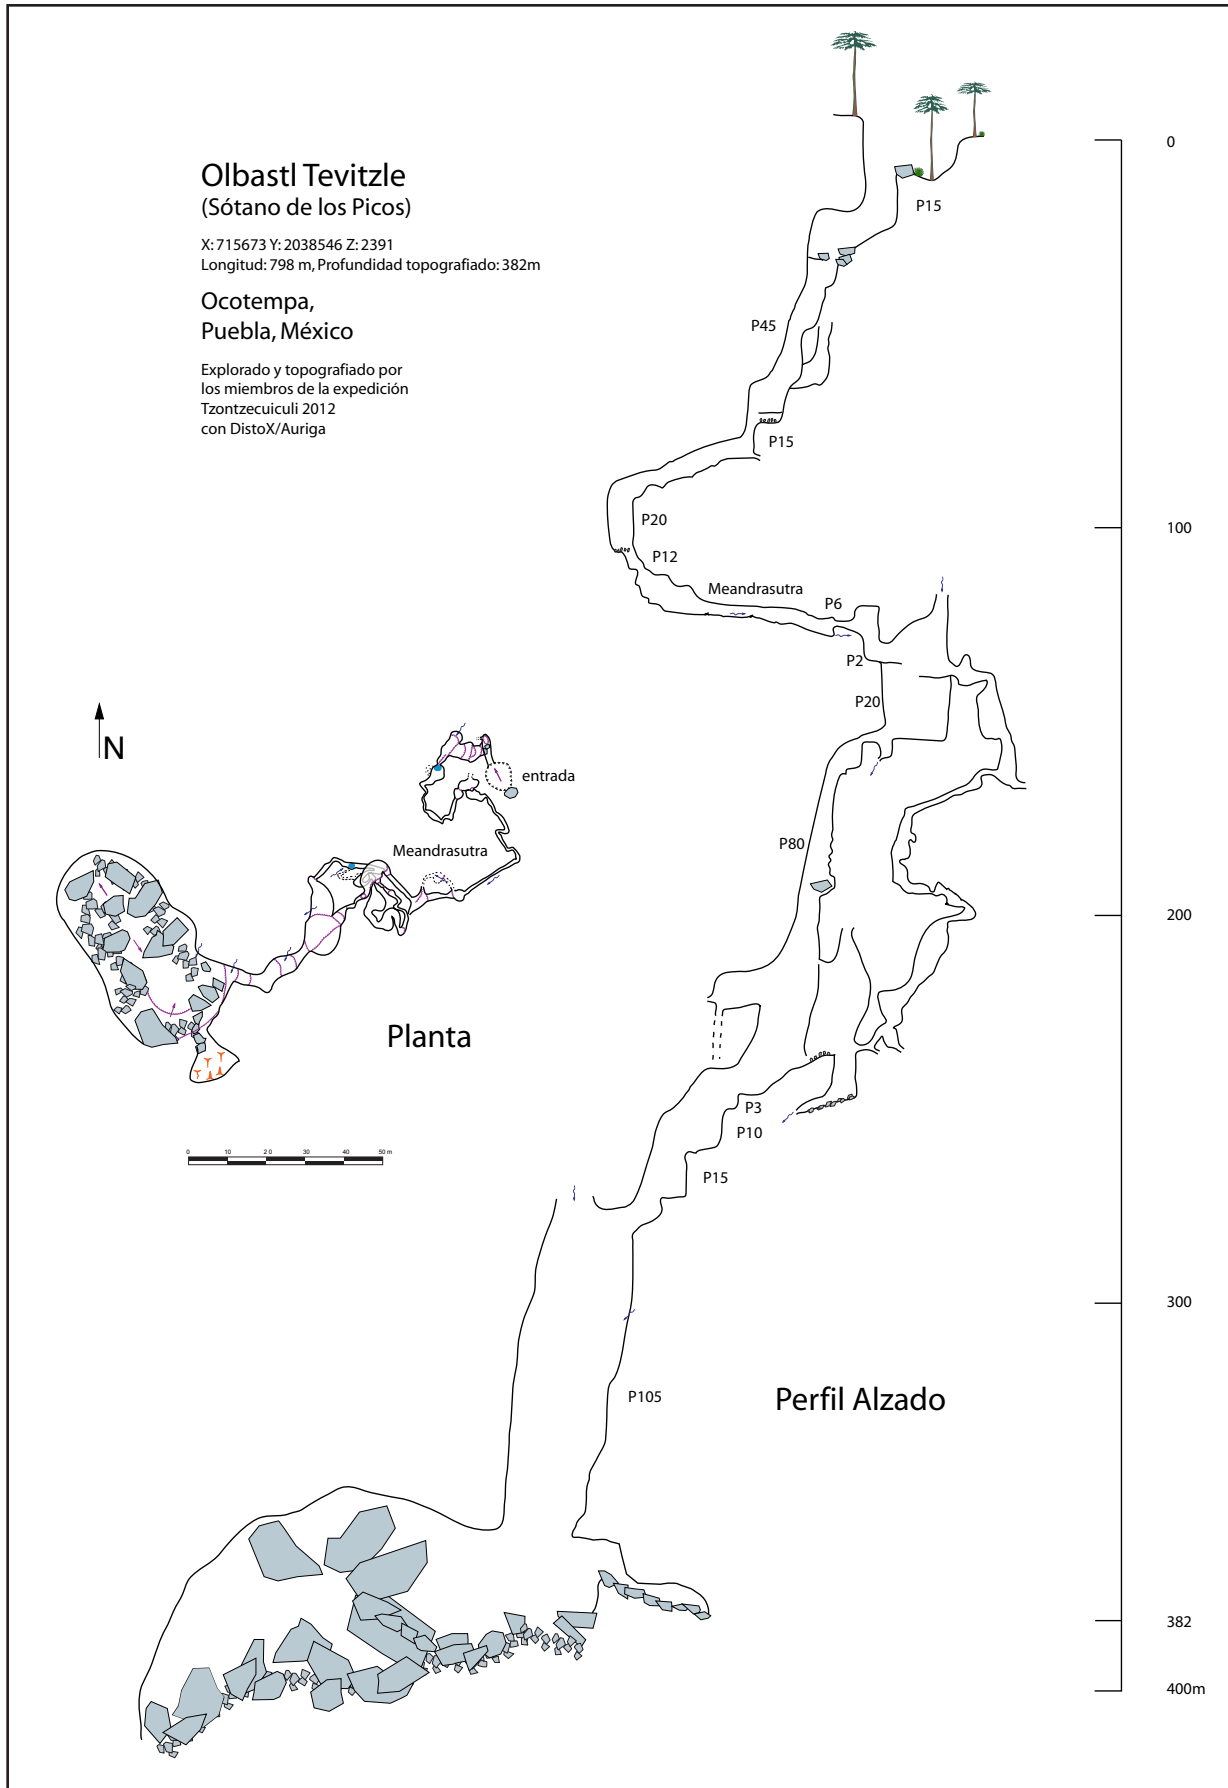 Olbastl Tevitzle
(Sótano de los Picos)
X: 715673 Y: 2038546 Z: 2391
Longitud: 798 m, Profundidad topografiado: 382m
Ocotempa,
Puebla, México
Explorado y topografiado por
los miembros de la expedición
Tzontzecuiculi 2012
con DistoX/Auriga
0
P15
P45
P15
P20
100
P12
Meandrasutra
P6
P2
P20
N
entrada
P80
Meandrasutra
200
Planta
P3
P10
0 10 20 30 40 50 m
P15
300
P105
Perfil Alzado
382
400m